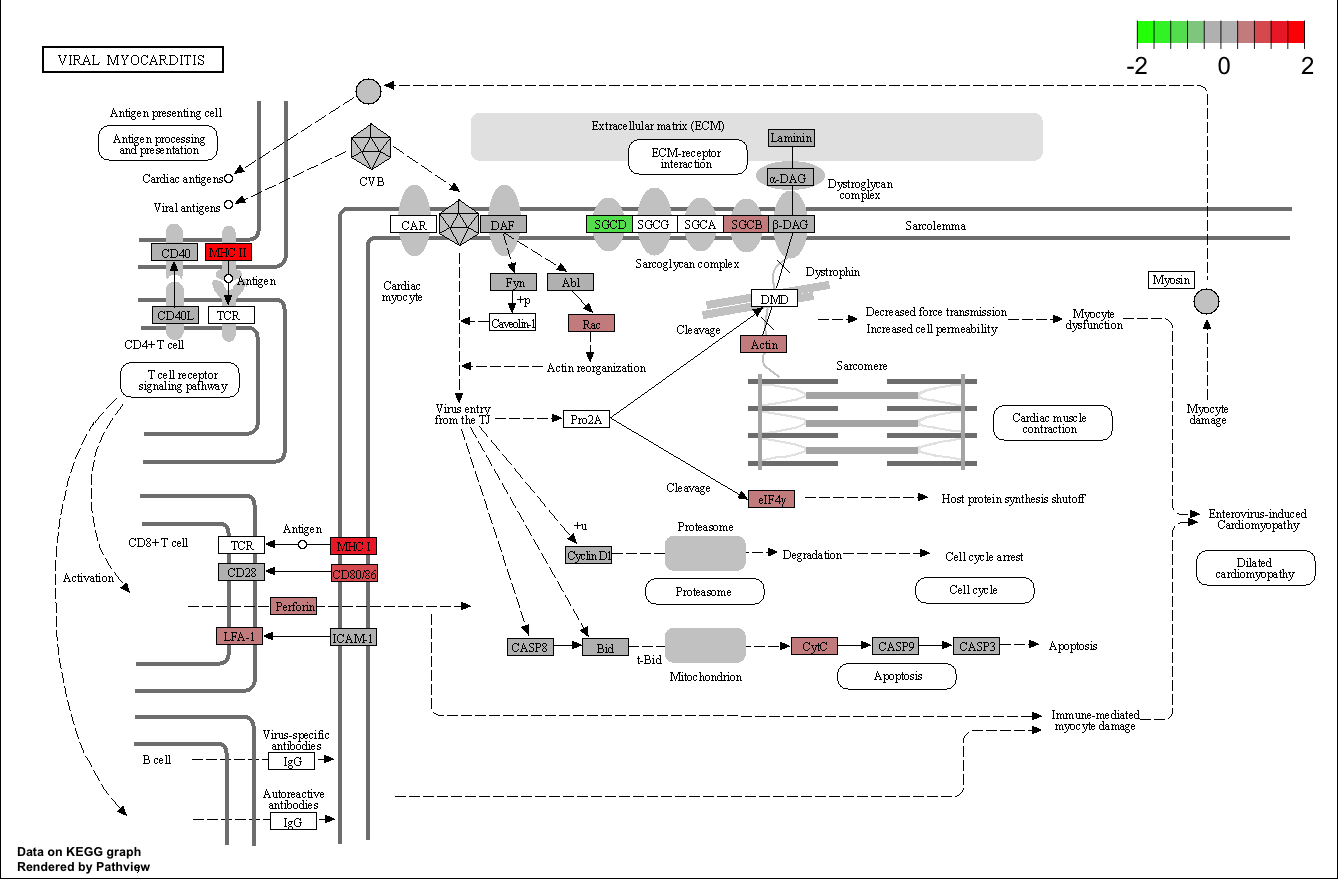 VIRAL MYOCARDITIS
-2
0
2
Antigen presenting cell
Antigen processing
and presentation
Cardiac antigens
Viral antigens
CVB
Extracellular matrix (ECM)
ECM-receptor
interaction
Laminin
α-DAG
Dystroglycan
complex
CAR
DAF
SGCD
SGCG
SGCA
SGCB
β-DAG
Sarcolemma
Sarcoglycan complex
CD40
MHC II
Antigen
CD40L
TCR
CD4+T cell
T cell receptor
signaling pathway
Cardiac
myocyte
Fyn
Abl
+p
Caveolin-1
Rac
Actin reorganization
Dystrophin
DMD
Cleavage
Actin
Decreased force transmission
Increased cell permeability
Myocyte
dysfunction
Myosin
Sarcomere
Cardiac muscle
contraction
Myocyte
damage
Virus entry
from the TJ
Pro2A
Cleavage
eIF4γ
Host protein synthesis shutoff
Enterovirus-induced
Cardiomyopathy
Dilated
cardiomyopathy
CD8+T cell
TCR
Antigen
MHC I
CD28
CD80/86
Activation
Perforin
LFA-1
ICAM-1
+u
Cyclin D1
Proteasome
Degradation
Cell cycle arrest
Proteasome
Cell cycle
CASP8
Bid
t-Bid
Mitochondrion
CytC
CASP9
CASP3
Apoptosis
Apoptosis
Immune-mediated
myocyte damage
B cell
Virus-specific
antibodies
IgG
Autoreactive
antibodies
IgG
Data on KEGG graph
Rendered by Pathview